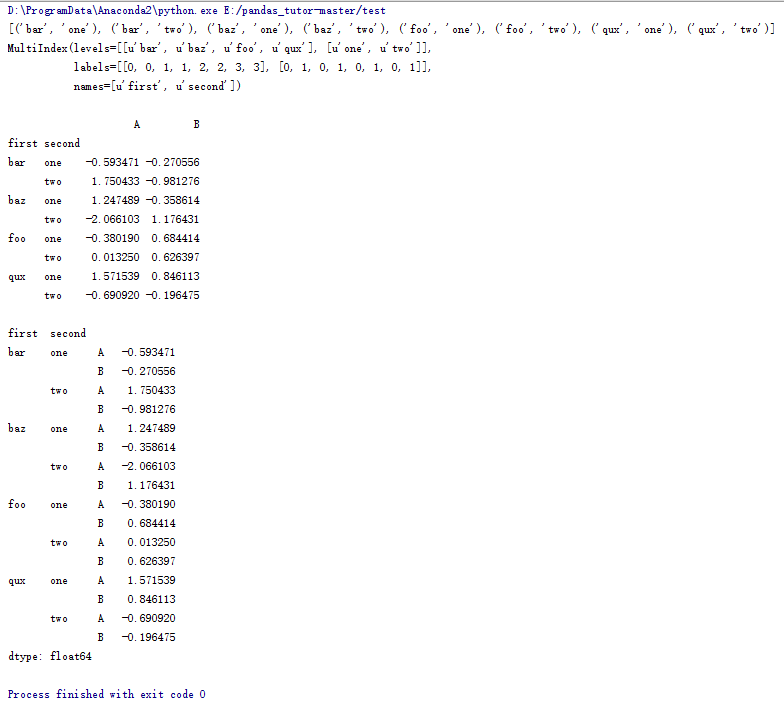 D:\ProgramData\Anaconda2\python.exe E:/pandas_tutor-master/test
[('bar', 'one'), ('bar', 'two'), ('baz', 'one'), ('baz', 'two'), ('foo', 'one'), ('foo', 'two'), ('qux', 'one'), ('qux', 'two')]
MultiIndex(levels=[[u'bar', u'baz', u'foo', u'qux'], [u'one', u'two']],
           labels=[[0, 0, 1, 1, 2, 2, 3, 3], [0, 1, 0, 1, 0, 1, 0, 1]],
           names=[u'first', u'second'])
                     A         B
first second
bar   one    -0.593471 -0.270556
      two     1.750433 -0.981276
baz   one     1.247489 -0.358614
      two    -2.066103  1.176431
foo   one    -0.380190  0.684414
      two     0.013250  0.626397
qux   one     1.571539  0.846113
      two    -0.690920 -0.196475
first  second
bar    one     A   -0.593471
               B   -0.270556
       two     A    1.750433
               B   -0.981276
baz    one     A    1.247489
               B   -0.358614
       two     A   -2.066103
               B    1.176431
foo    one     A   -0.380190
               B    0.684414
       two     A    0.013250
               B    0.626397
qux    one     A    1.571539
               B    0.846113
       two     A   -0.690920
               B   -0.196475
dtype: float64
Process finished with exit code 0